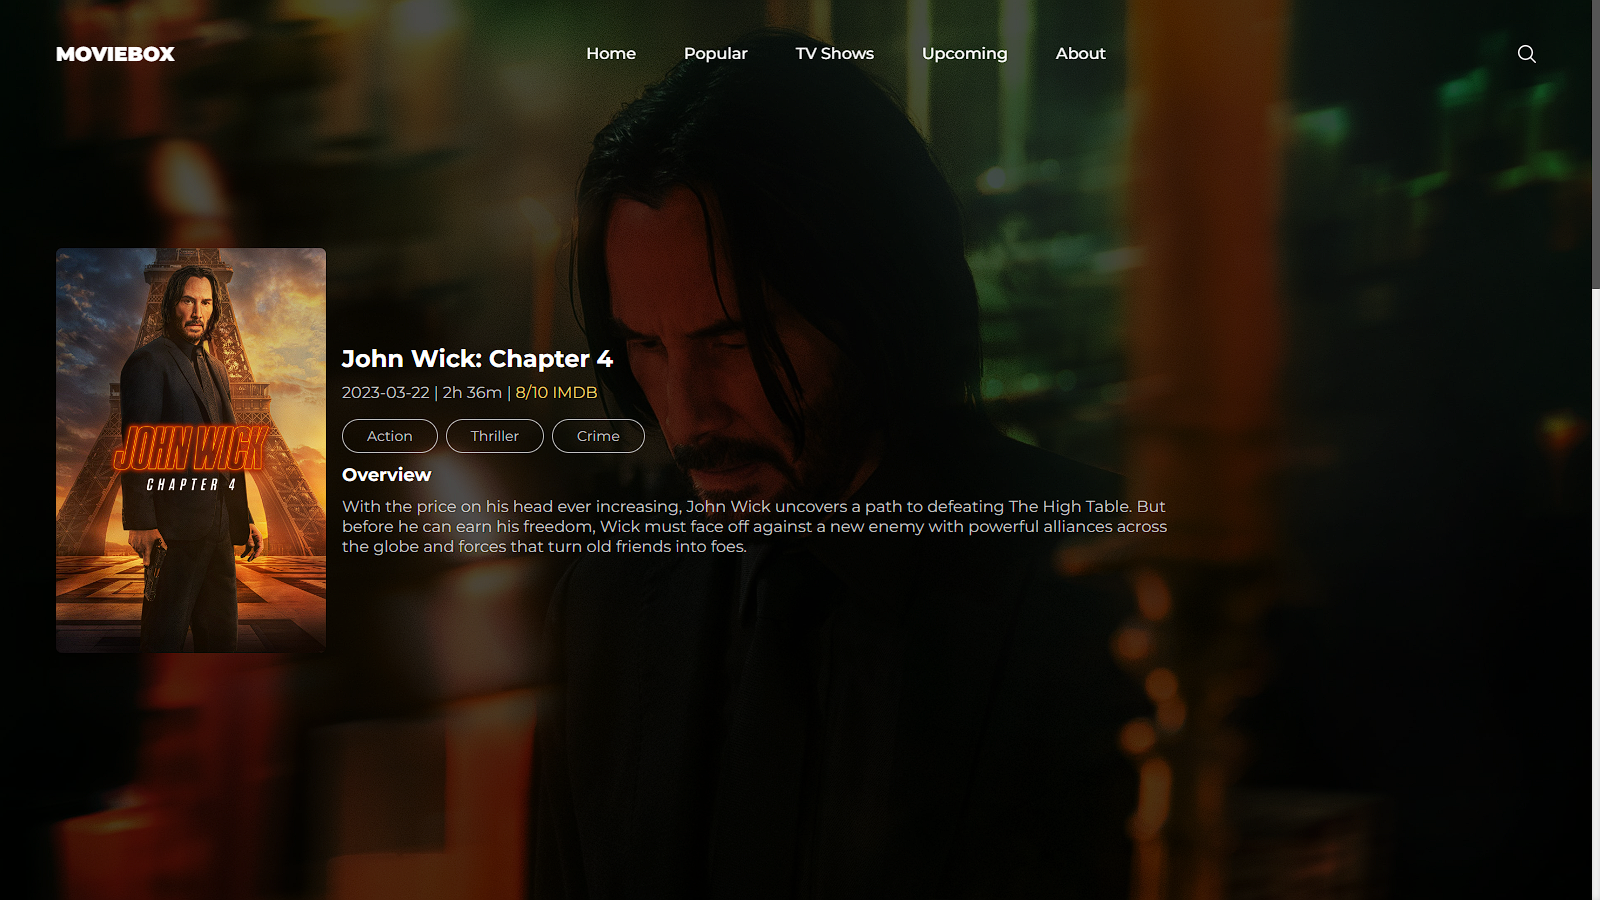 MOVIEBOX
Home Popular TV Shows Upcoming About
JOHN WICK
CHAPTER 4
John Wick: Chapter 4
2023-03-22 | 2h 36m | 8/10 IMDB
Action Thriller Crime
Overview
With the price on his head ever increasing, John Wick uncovers a path to defeating The High Table. But
before he can earn his freedom, Wick must face off against a new enemy with powerful alliances across
the globe and forces that turn old friends into foes.